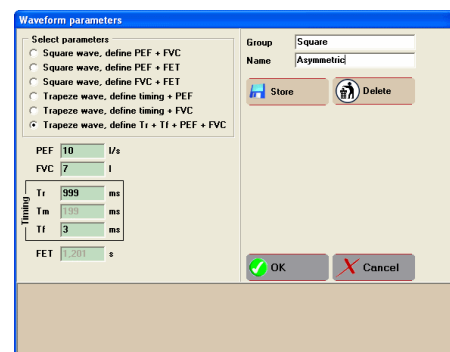 Waveform parameters
Select parameters
Square wave, define PEF + FVC
Square wave, define PEF + FET
Square wave, define FVC + FET
Trapeze wave, define timing + PEF
Trapeze wave, define timing + FVC
Trapeze wave, define Tr + Tf + PEF + FVC
PEF 10 l/s
FVC 7 l
Timing
Tr 999 ms
Tm 199 ms
Tf 3 ms
FET 1,201 s
Group Square
Name Asymmetric
Store Delete
OK Cancel